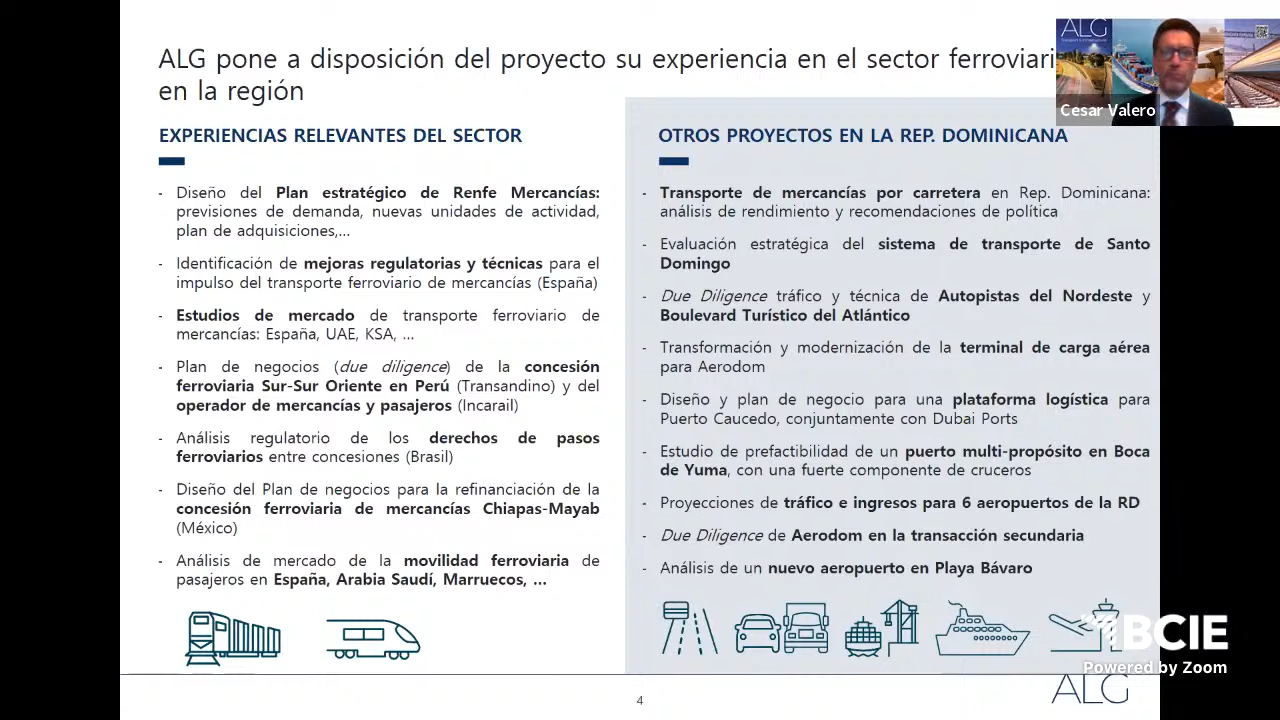 ALG pone a disposición del proyecto su experiencia en el sector ferroviari
en la región
EXPERIENCIAS RELEVANTES DEL SECTOR
- Diseño del Plan estratégico de Renfe Mercancías:
previsiones de demanda, nuevas unidades de actividad,
plan de adquisiciones,...
- Identificación de mejoras regulatorias y técnicas para el
impulso del transporte ferroviario de mercancías (España)
- Estudios de mercado de transporte ferroviario de
mercancías: España, UAE, KSA, ...
- Plan de negocios (due diligence) de la concesión
ferroviaria Sur-Sur Oriente en Perú (Transandino) y del
operador de mercancías y pasajeros (Incarail)
- Análisis regulatorio de los derechos de pasos
ferroviarios entre concesiones (Brasil)
- Diseño del Plan de negocios para la refinanciación de la
concesión ferroviaria de mercancías Chiapas-Mayab
(México)
- Análisis de mercado de la movilidad ferroviaria de
pasajeros en España, Arabia Saudí, Marruecos, ...
OTROS PROYECTOS EN LA REP. DOMINICANA
- Transporte de mercancías por carretera en Rep. Dominicana:
análisis de rendimiento y recomendaciones de política
- Evaluación estratégica del sistema de transporte de Santo
Domingo
- Due Diligence tráfico y técnica de Autopistas del Nordeste y
Boulevard Turístico del Atlántico
- Transformación y modernización de la terminal de carga aérea
para Aerodom
- Diseño y plan de negocio para una plataforma logística para
Puerto Caucedo, conjuntamente con Dubai Ports
- Estudio de prefactibilidad de un puerto multi-propósito en Boca
de Yuma, con una fuerte componente de cruceros
- Proyecciones de tráfico e ingresos para 6 aeropuertos de la RD
- Due Diligence de Aerodom en la transacción secundaria
- Análisis de un nuevo aeropuerto en Playa Bávaro
ALG
Cesar Valero
BCIE
Powered by Zoom
4
ALG